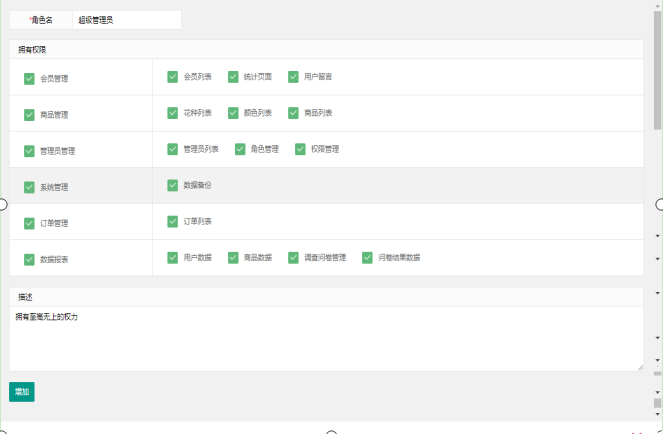 *角色名 超级管理员
拥有权限
会员管理 会员列表 统计页面 用户留言
商品管理 花种列表 颜色列表 商品列表
管理员管理 管理员列表 角色管理 权限管理
系统管理 数据备份
订单管理 订单列表
数据报表 用户数据 商品数据 调查问卷管理 问卷结果数据
描述
拥有至高无上的权力
增加